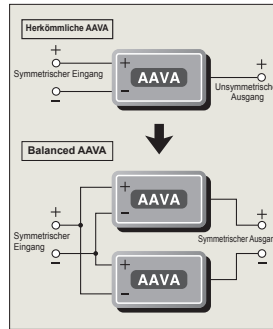 Herkömmliche AAVA
+
+
+
Symmetrischer Eingang
AAVA
−
−
Unsymmetrischer
Ausgang
Balanced AAVA
+
AAVA
−
+
+
Symmetrischer
Eingang
Symmetrischer Ausgang
−
−
+
AAVA
−